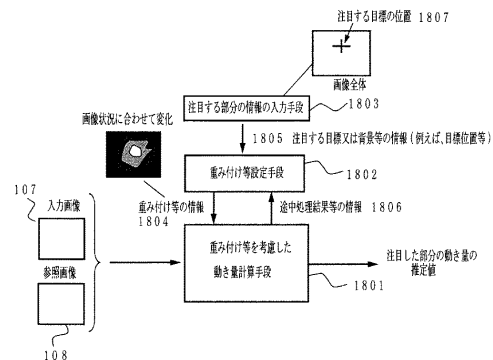 注目する目標の位置 1807
画像全体
注目する部分の情報の入力手段
1803
画像状況に合わせて変化
1805 注目する目標又は背景等の情報(例えば、目標位置等)
重み付け等設定手段
1802
重み付け等の情報
1804
途中処理結果等の情報 1806
107
入力画像
参照画像
108
重み付け等を考慮した
動き量計算手段
1801
注目した部分の動き量の
推定値